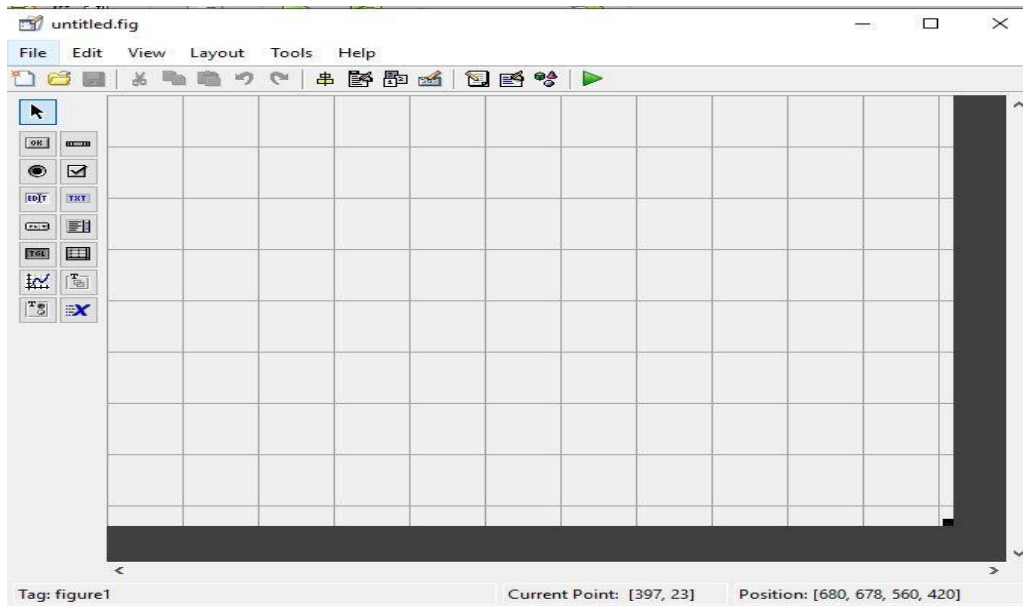 untitled.fig
File Edit View Layout Tools Help
OK
EDIT TXT
TGL
T
T
X
Tag: figure1 Current Point: [397, 23] Position: [680, 678, 560, 420]